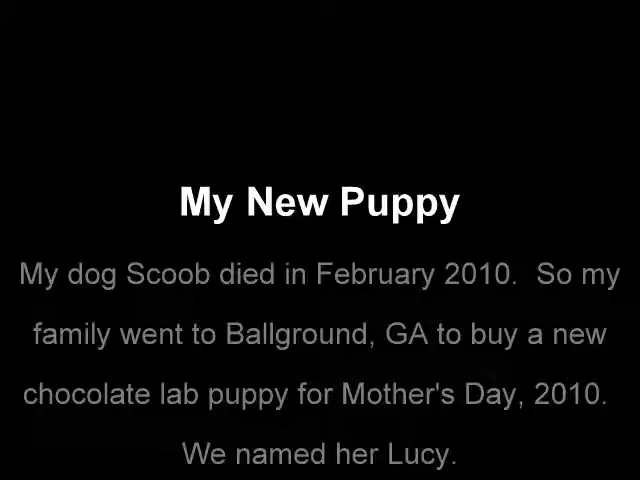 My New Puppy
My dog Scoob died in February 2010.  So my
family went to Ballground, GA to buy a new
chocolate lab puppy for Mother's Day, 2010.
We named her Lucy.